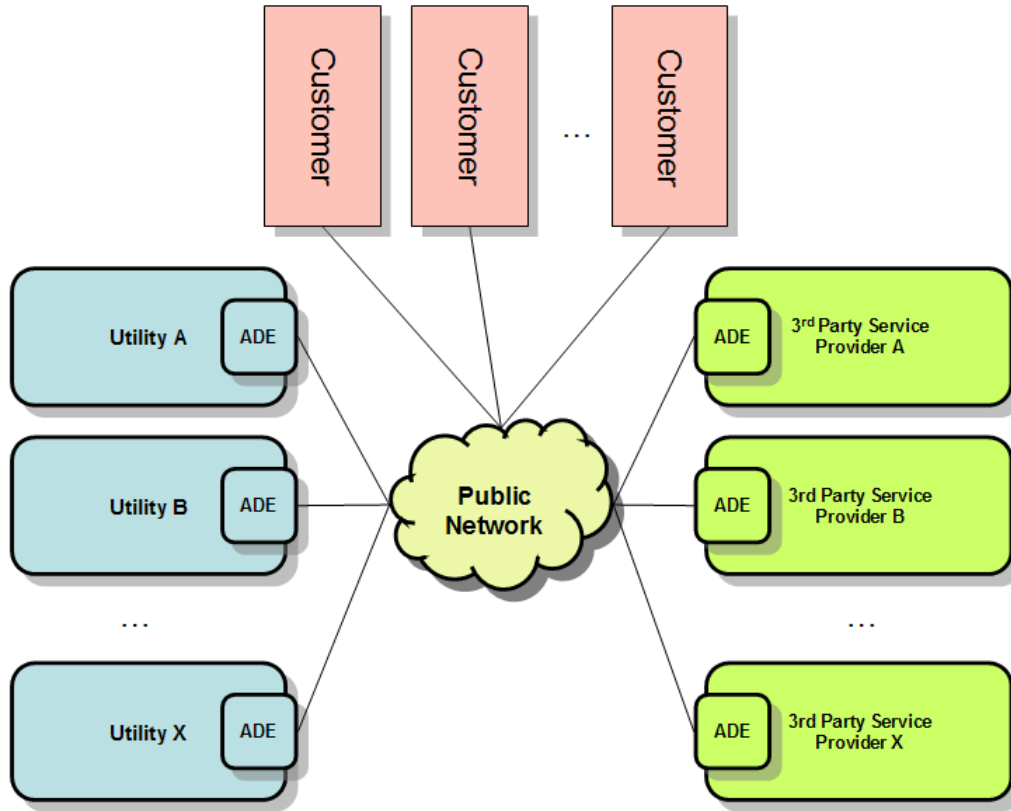 Customer
Customer
...
Customer
Utility A
ADE
ADE
3rd Party Service
Provider A
Public
Network
Utility B
ADE
ADE
3rd Party Service
Provider B
...
...
Utility X
ADE
ADE
3rd Party Service
Provider X